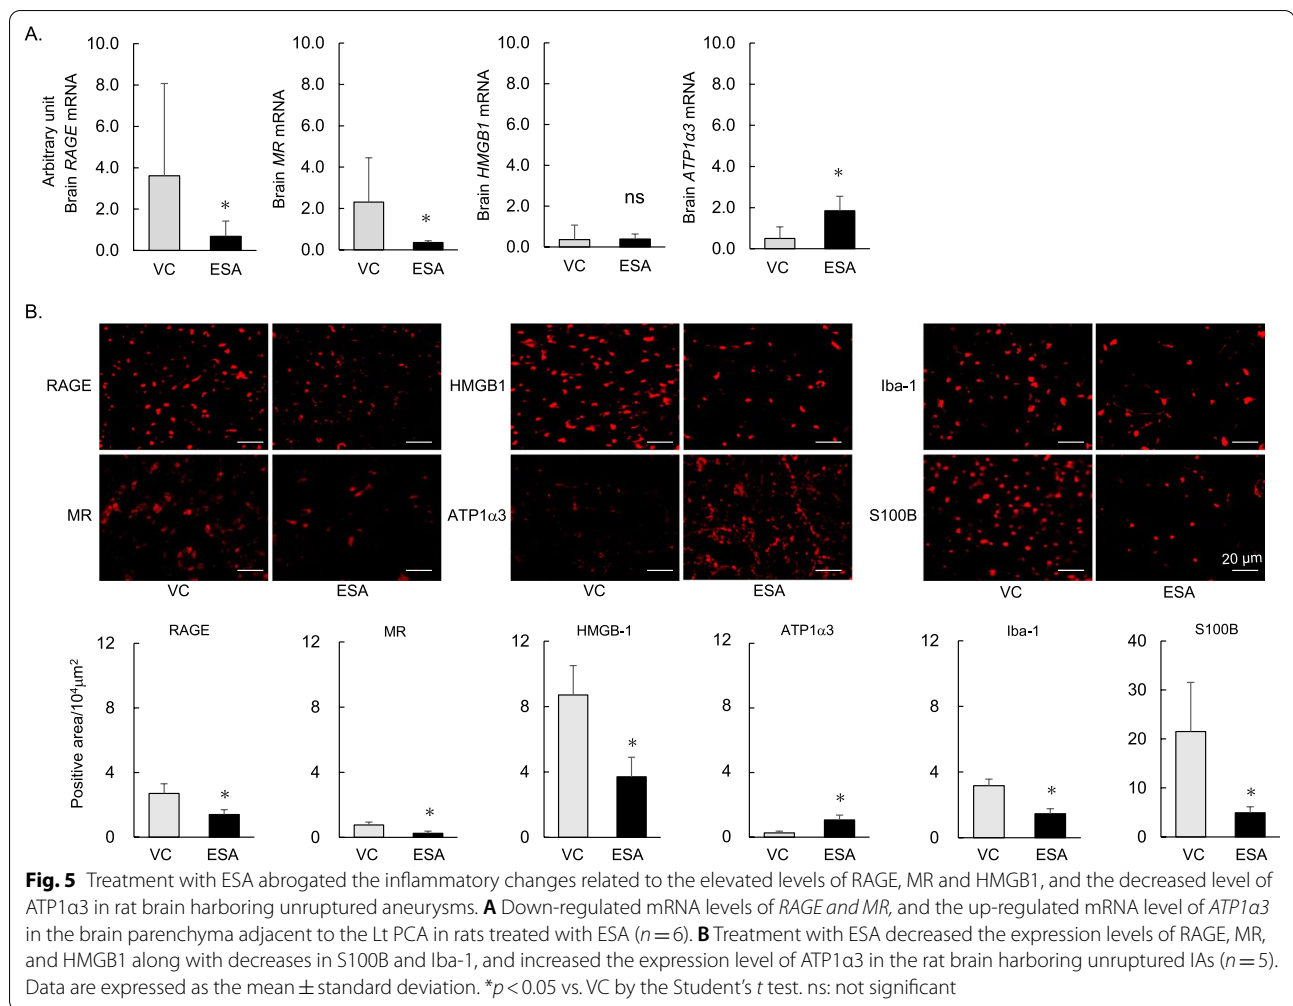 A.
Arbitrary unit
Brain RAGE mRNA
10.0
8.0
6.0
4.0
2.0
0.0
*
VC ESA
Brain MR mRNA
10.0
8.0
6.0
4.0
2.0
0.0
*
VC ESA
Brain HMGB1 mRNA
10.0
8.0
6.0
4.0
2.0
0.0
ns
VC ESA
Brain ATP1α3 mRNA
10.0
8.0
6.0
4.0
2.0
0.0
*
VC ESA
B.
RAGE
HMGB1
Iba-1
MR
ATP1α3
S100B
20 µm
VC ESA
VC ESA
VC ESA
Positive area/10⁴µm²
RAGE
12
8
4
0
*
VC ESA
MR
12
8
4
0
*
VC ESA
HMGB-1
12
8
4
0
*
VC ESA
ATP1α3
12
8
4
0
*
VC ESA
Iba-1
12
8
4
0
*
VC ESA
S100B
40
30
20
10
0
*
VC ESA
Fig. 5 Treatment with ESA abrogated the inflammatory changes related to the elevated levels of RAGE, MR and HMGB1, and the decreased level of
ATP1α3 in rat brain harboring unruptured aneurysms. A Down-regulated mRNA levels of RAGE and MR, and the up-regulated mRNA level of ATP1α3
in the brain parenchyma adjacent to the Lt PCA in rats treated with ESA (n = 6). B Treatment with ESA decreased the expression levels of RAGE, MR,
and HMGB1 along with decreases in S100B and Iba-1, and increased the expression level of ATP1α3 in the rat brain harboring unruptured IAs (n = 5).
Data are expressed as the mean ± standard deviation. *p < 0.05 vs. VC by the Student's t test. ns: not significant